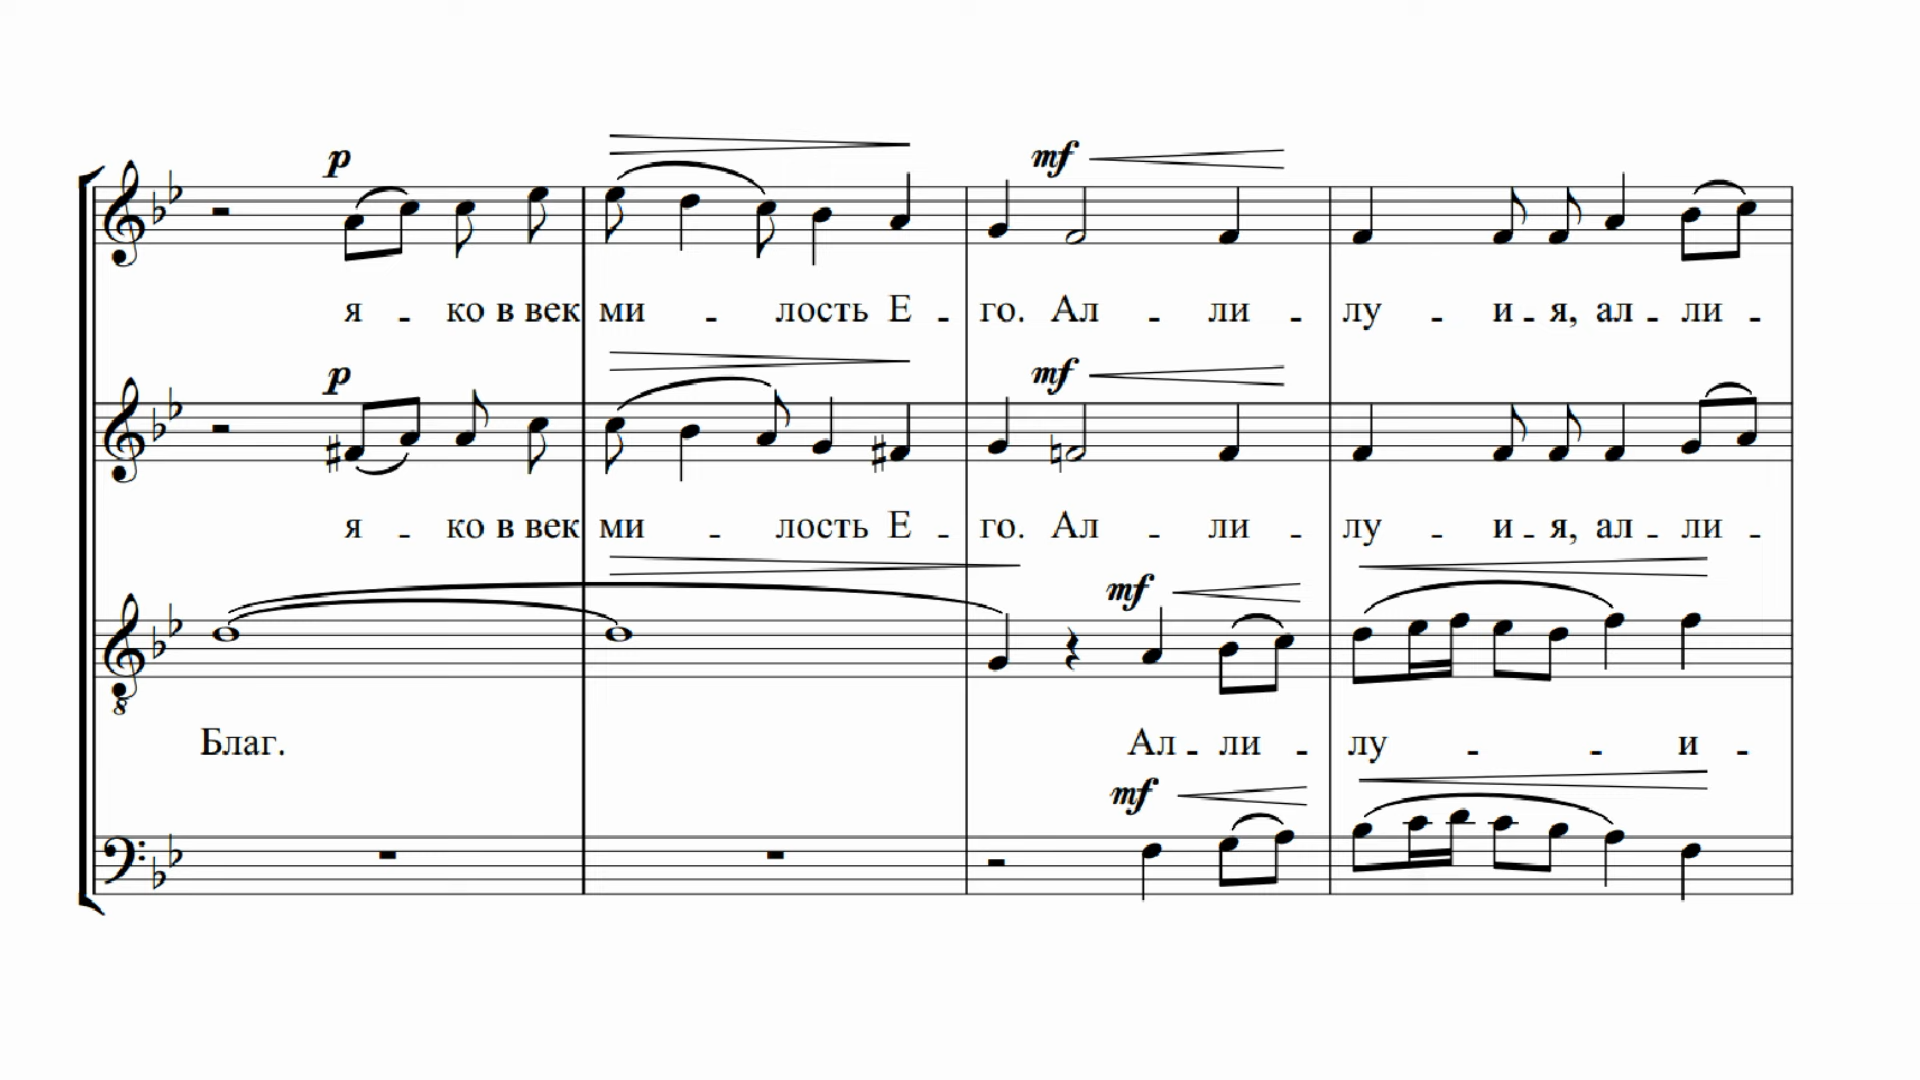 p
я - ко в век ми - лость Е - го. mf Ал - ли - лу - и - я, ал - ли -
p
я - ко в век ми - лость Е - го. mf Ал - ли - лу - и - я, ал - ли -
mf
8
Благ. Ал - ли - лу - - и -
mf